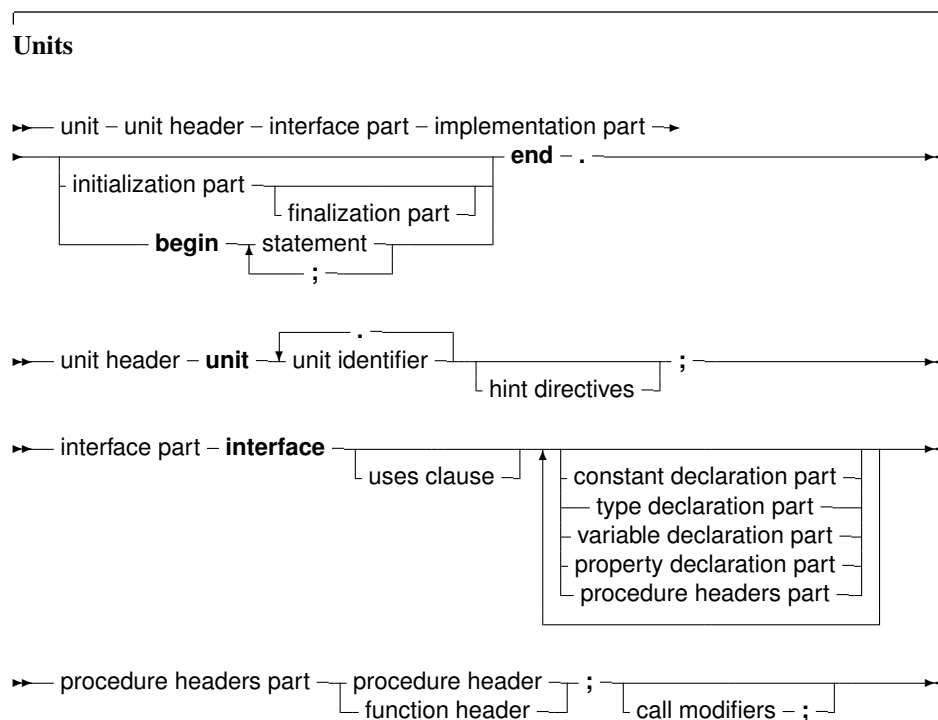 Units
unit unit header interface part implementation part
end .
initialization part
finalization part
begin statement
;
.
unit header unit unit identifier ;
hint directives
interface part interface
uses clause constant declaration part
type declaration part
variable declaration part
property declaration part
procedure headers part
procedure headers part procedure header ;
function header call modifiers ;